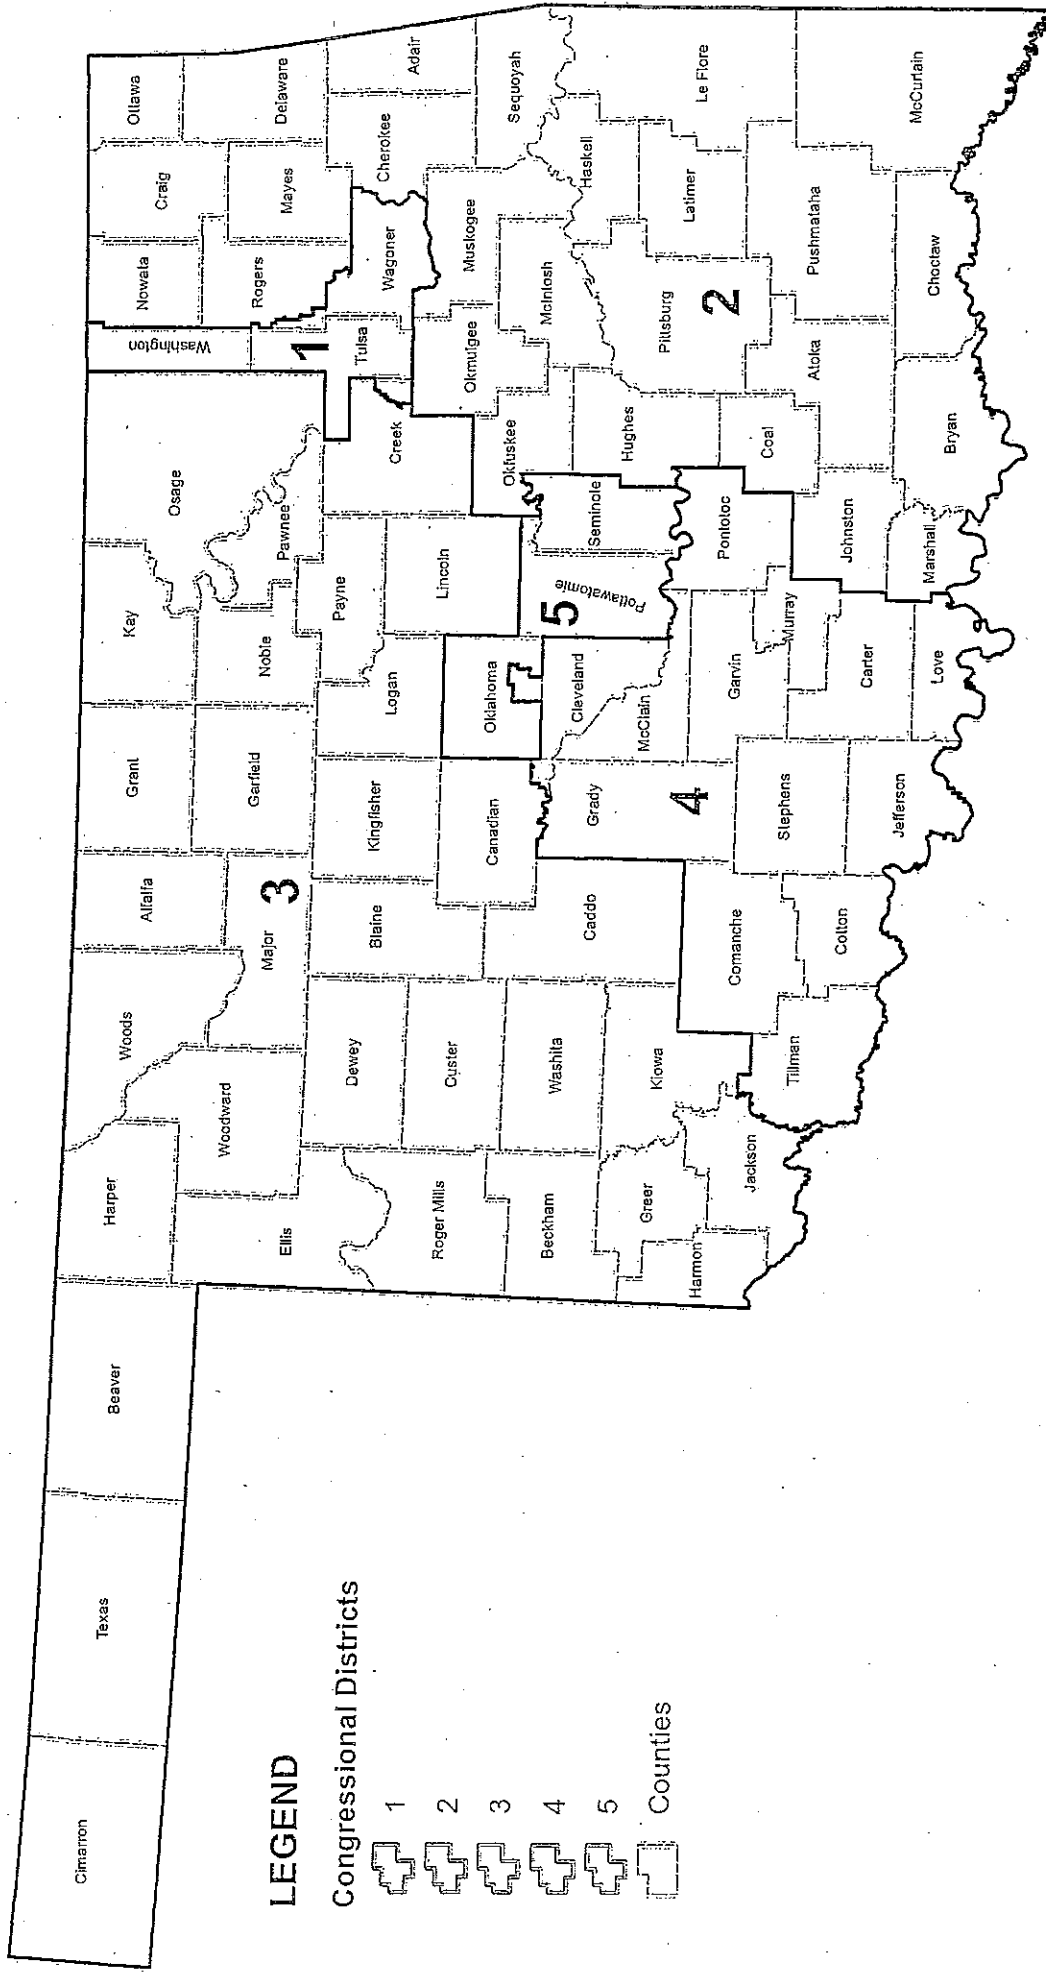 Cimarron
Texas
Beaver
Harper
Woods
Alfalfa
Grant
Kay
Osage
Washington
Nowata
Craig
Ottawa
Ellis
Woodward
Major
3
Garfield
Noble
Pawnee
1
Rogers
Mayes
Delaware
Roger Mills
Dewey
Blaine
Kingfisher
Logan
Payne
Creek
Tulsa
Wagoner
Cherokee
Adair
Custer
Canadian
Oklahoma
Lincoln
Okfuskee
Okmulgee
Muskogee
Sequoyah
Beckham
Washita
Caddo
Grady
4
Cleveland
McClain
5
Pottawatomie
Seminole
Hughes
McIntosh
Haskell
Greer
Kiowa
Comanche
Stephens
Garvin
Pontotoc
Coal
Pittsburg
2
Latimer
Le Flore
Harmon
Jackson
Tillman
Cotton
Jefferson
Murray
Carter
Love
Johnston
Marshall
Atoka
Bryan
Pushmataha
Choctaw
McCurtain
LEGEND
Congressional Districts
1
2
3
4
5
Counties